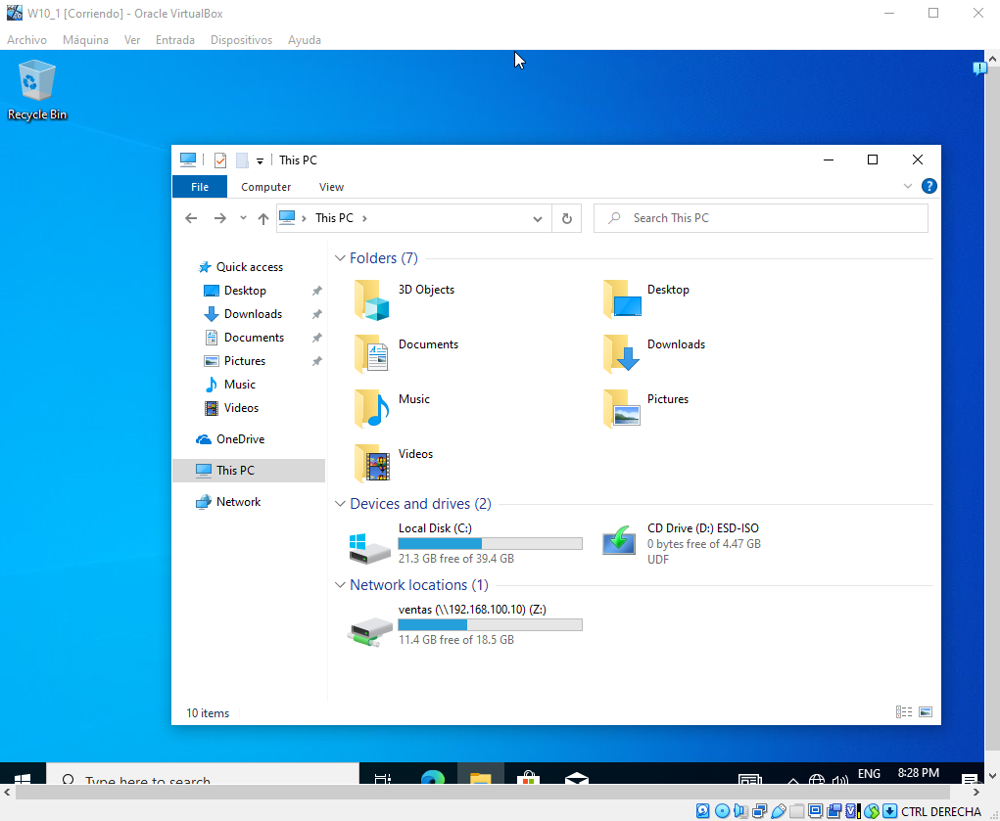 W10_1 [Corriendo] - Oracle VirtualBox
Archivo Máquina Ver Entrada Dispositivos Ayuda
Recycle Bin
This PC
File Computer View
This PC
Search This PC
Quick access
Desktop
Downloads
Documents
Pictures
Music
Videos
OneDrive
This PC
Network
Folders (7)
3D Objects
Desktop
Documents
Downloads
Music
Pictures
Videos
Devices and drives (2)
Local Disk (C:)
21.3 GB free of 39.4 GB
CD Drive (D:) ESD-ISO
0 bytes free of 4.47 GB
UDF
Network locations (1)
ventas (\\192.168.100.10) (Z:)
11.4 GB free of 18.5 GB
10 items
Type here to search
ENG
8:28 PM
CTRL DERECHA